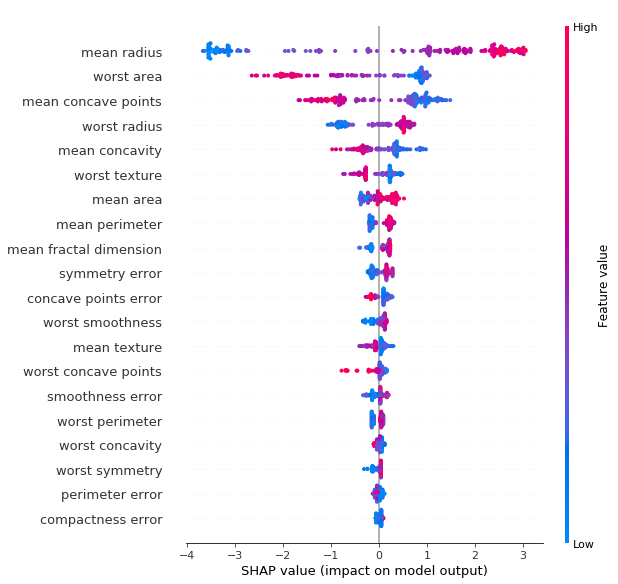 High
mean radius
worst area
mean concave points
worst radius
mean concavity
worst texture
mean area
mean perimeter
mean fractal dimension
symmetry error
concave points error
worst smoothness
mean texture
worst concave points
smoothness error
worst perimeter
worst concavity
worst symmetry
perimeter error
compactness error
Feature value
Low
−4 −3 −2 −1 0 1 2 3
SHAP value (impact on model output)